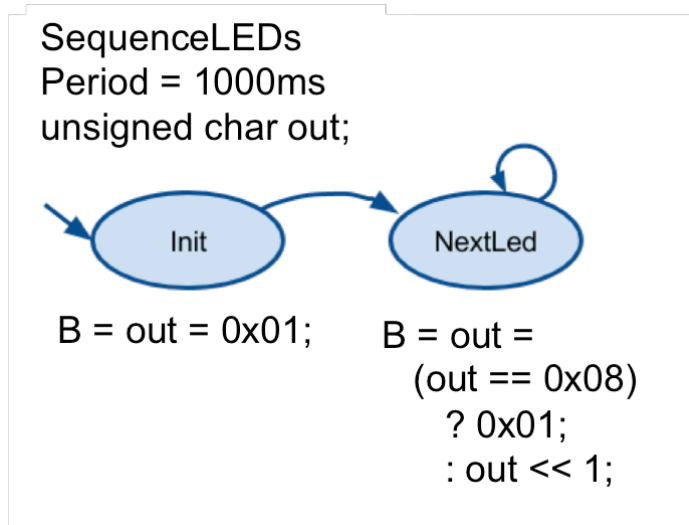 SequenceLEDs
Period = 1000ms
unsigned char out;
Init
NextLed
B = out = 0x01;
B = out =
(out == 0x08)
? 0x01;
: out << 1;